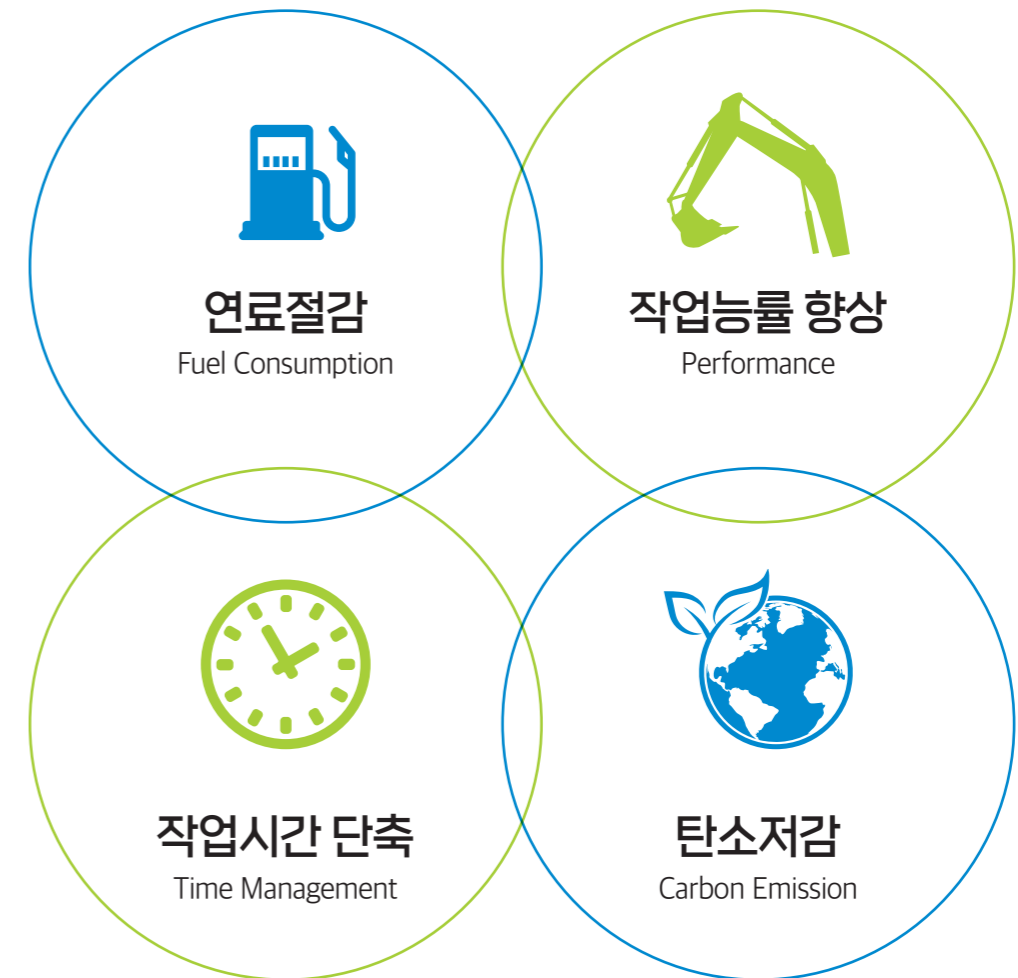 연료절감
Fuel Consumption
작업능률 향상
Performance
작업시간 단축
Time Management
탄소저감
Carbon Emission